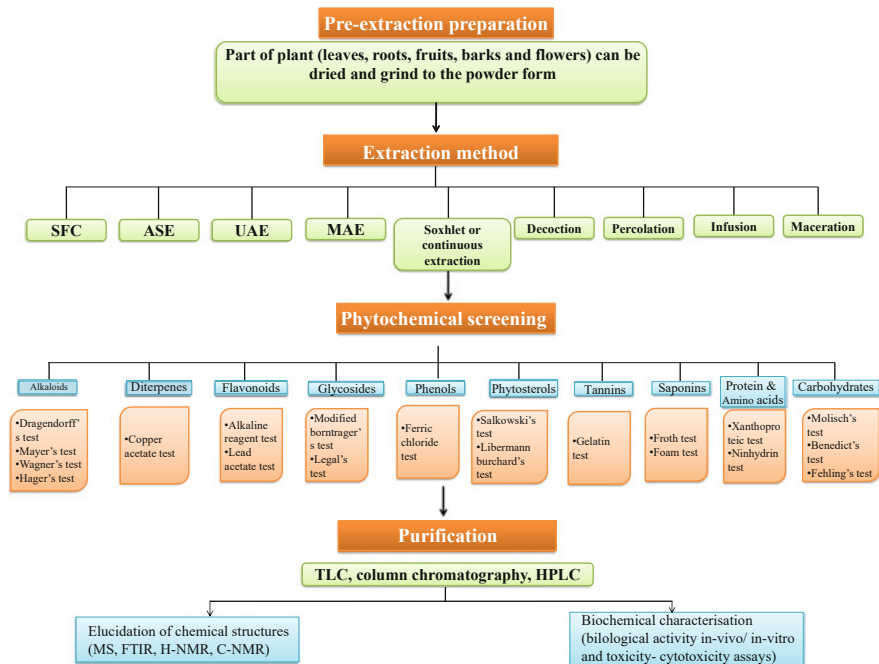 Pre-extraction preparation
Part of plant (leaves, roots, fruits, barks and flowers) can be
dried and grind to the powder form
Extraction method
SFC
ASE
UAE
MAE
Soxhlet or
continuous
extraction
Decoction
Percolation
Infusion
Maceration
Phytochemical screening
Alkaloids
Diterpenes
Flavonoids
Glycosides
Phenols
Phytosterols
Tannins
Saponins
Protein &
Amino acids
Carbohydrates
•Dragendorff'
s test
•Mayer's test
•Wagner's test
•Hager's test
•Copper
acetate test
•Alkaline
reagent test
•Lead
acetate test
•Modified
borntrager's
test
•Legal's test
•Ferric
chloride
test
•Salkowski's
test
•Libermann
burchard's
test
•Gelatin
test
•Froth test
•Foam test
•Xanthopro
teic test
•Ninhydrin
test
•Molisch's
test
•Benedict's
test
•Fehling's test
Purification
TLC, column chromatography, HPLC
Elucidation of chemical structures
(MS, FTIR, H-NMR, C-NMR)
Biochemical characterisation
(bilological activity in-vivo/ in-vitro
and toxicity- cytotoxicity assays)